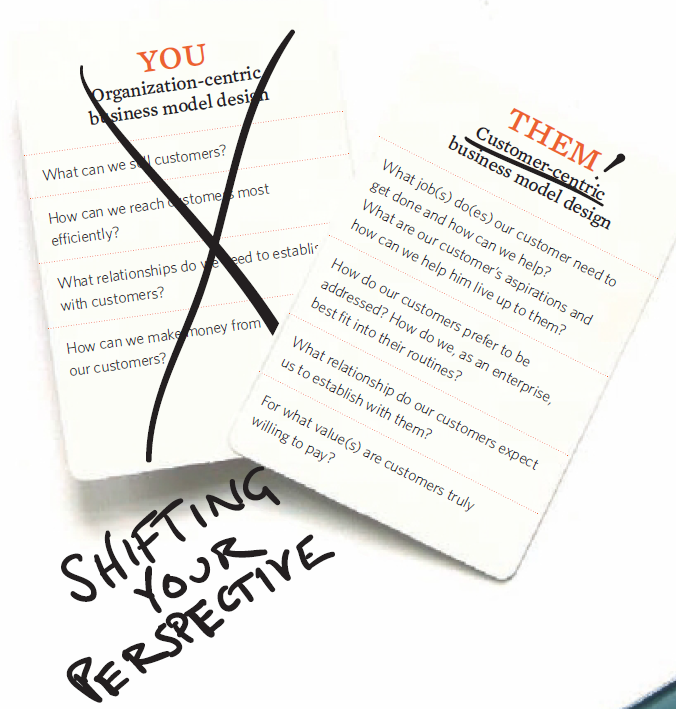 YOU
Organization-centric
business model design
What can we sell customers?
How can we reach customers most
efficiently?
What relationships do we need to establis
with customers?
How can we make money from
our customers?
THEM!
Customer-centric
business model design
What job(s) do(es) our customer need to
get done and how can we help?
What are our customer's aspirations and
how can we help him live up to them?
How do our customers prefer to be
addressed? How do we, as an enterprise,
best fit into their routines?
What relationship do our customers expect
us to establish with them?
For what value(s) are customers truly
willing to pay?
SHIFTING
YOUR
PERSPECTIVE